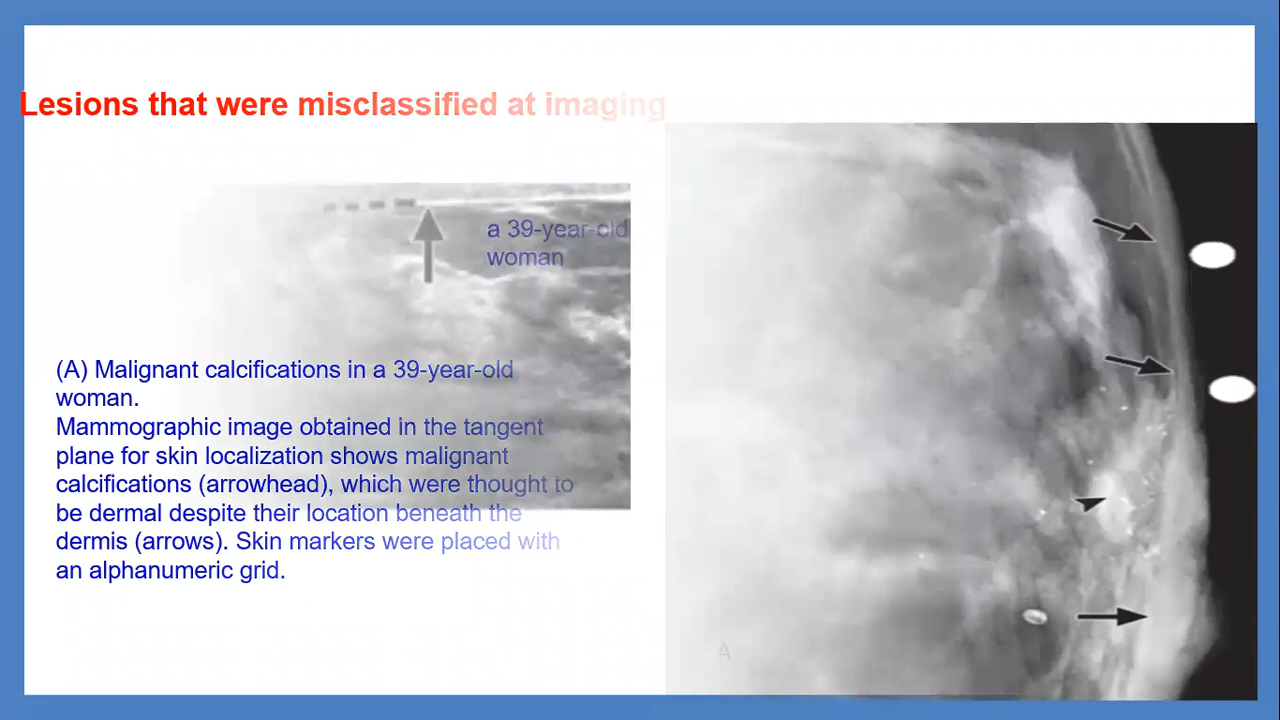 Lesions that were misclassified at imaging
a 39-year-old
woman
(A) Malignant calcifications in a 39-year-old
woman.
Mammographic image obtained in the tangent
plane for skin localization shows malignant
calcifications (arrowhead), which were thought to
be dermal despite their location beneath the
dermis (arrows). Skin markers were placed with
an alphanumeric grid.
A